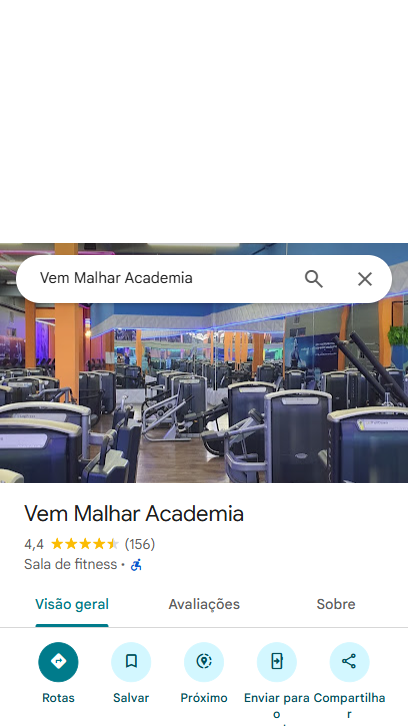 Vem Malhar Academia
Vem Malhar Academia
4,4 (156)
Sala de fitness ·
Visão geral Avaliações Sobre
Rotas Salvar Próximo Enviar para o Compartilhar